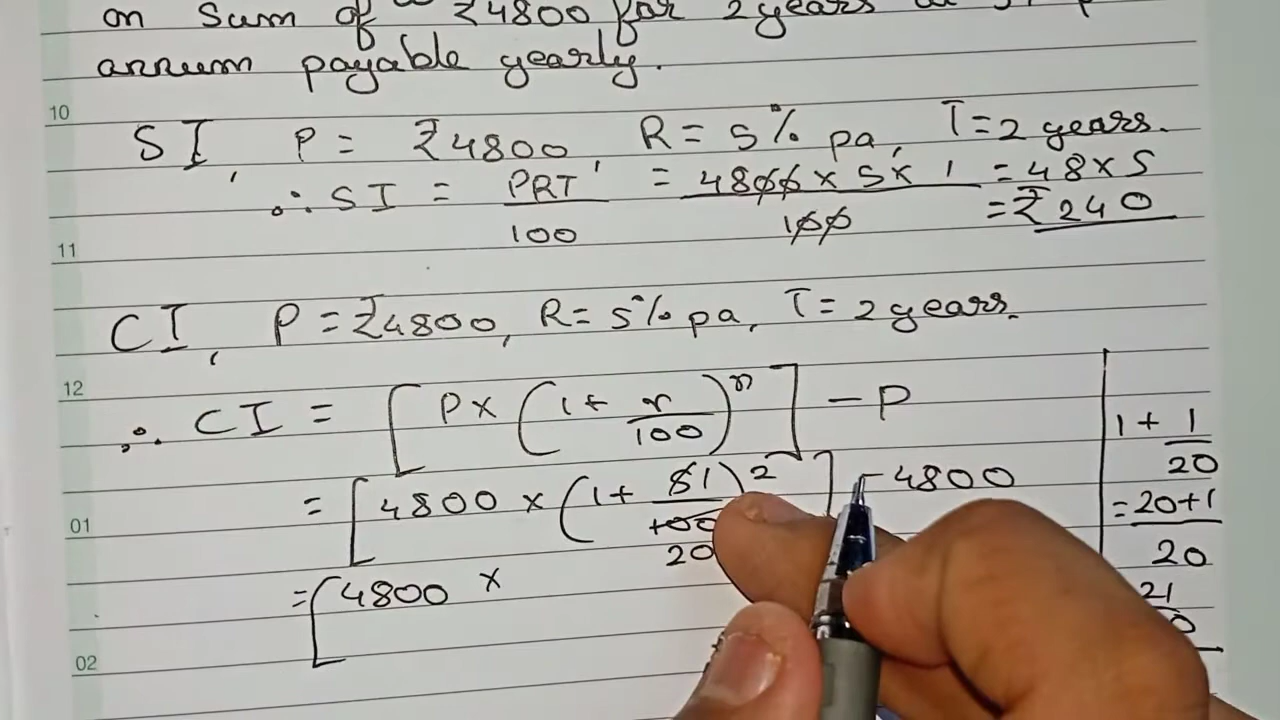 on sum of ₹4800 for 2 years
annum payable yearly.
10
SI, P = ₹4800, R = 5% pa, T = 2 years.
∴ SI = PRT / 100 = 4800 × 5 × 1 / 100 = 48 × 5
= ₹240
11
CI, P = ₹4800, R = 5% pa, T = 2 years.
12
∴ CI = [P × (1 + r/100)^n] - P
01
= [4800 × (1 + 51/100 20)^2] - 4800
= [4800 ×
02
1 + 1/20
= 20+1 / 20
21